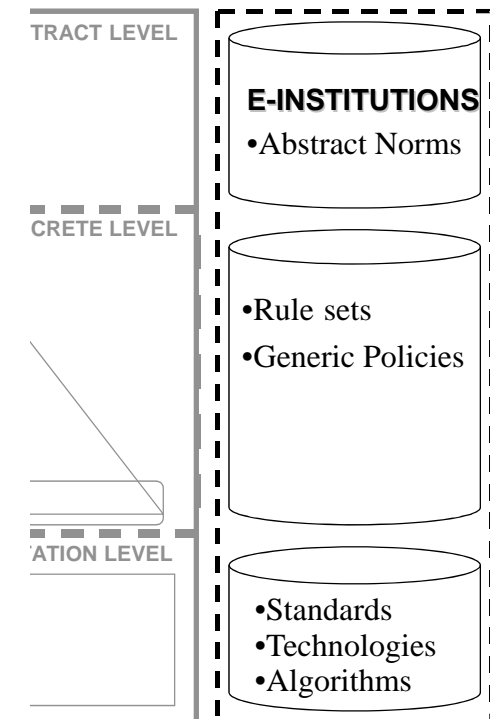 TRACT LEVEL
E-INSTITUTIONS
•Abstract Norms
CRETE LEVEL
•Rule sets
•Generic Policies
TATION LEVEL
•Standards
•Technologies
•Algorithms